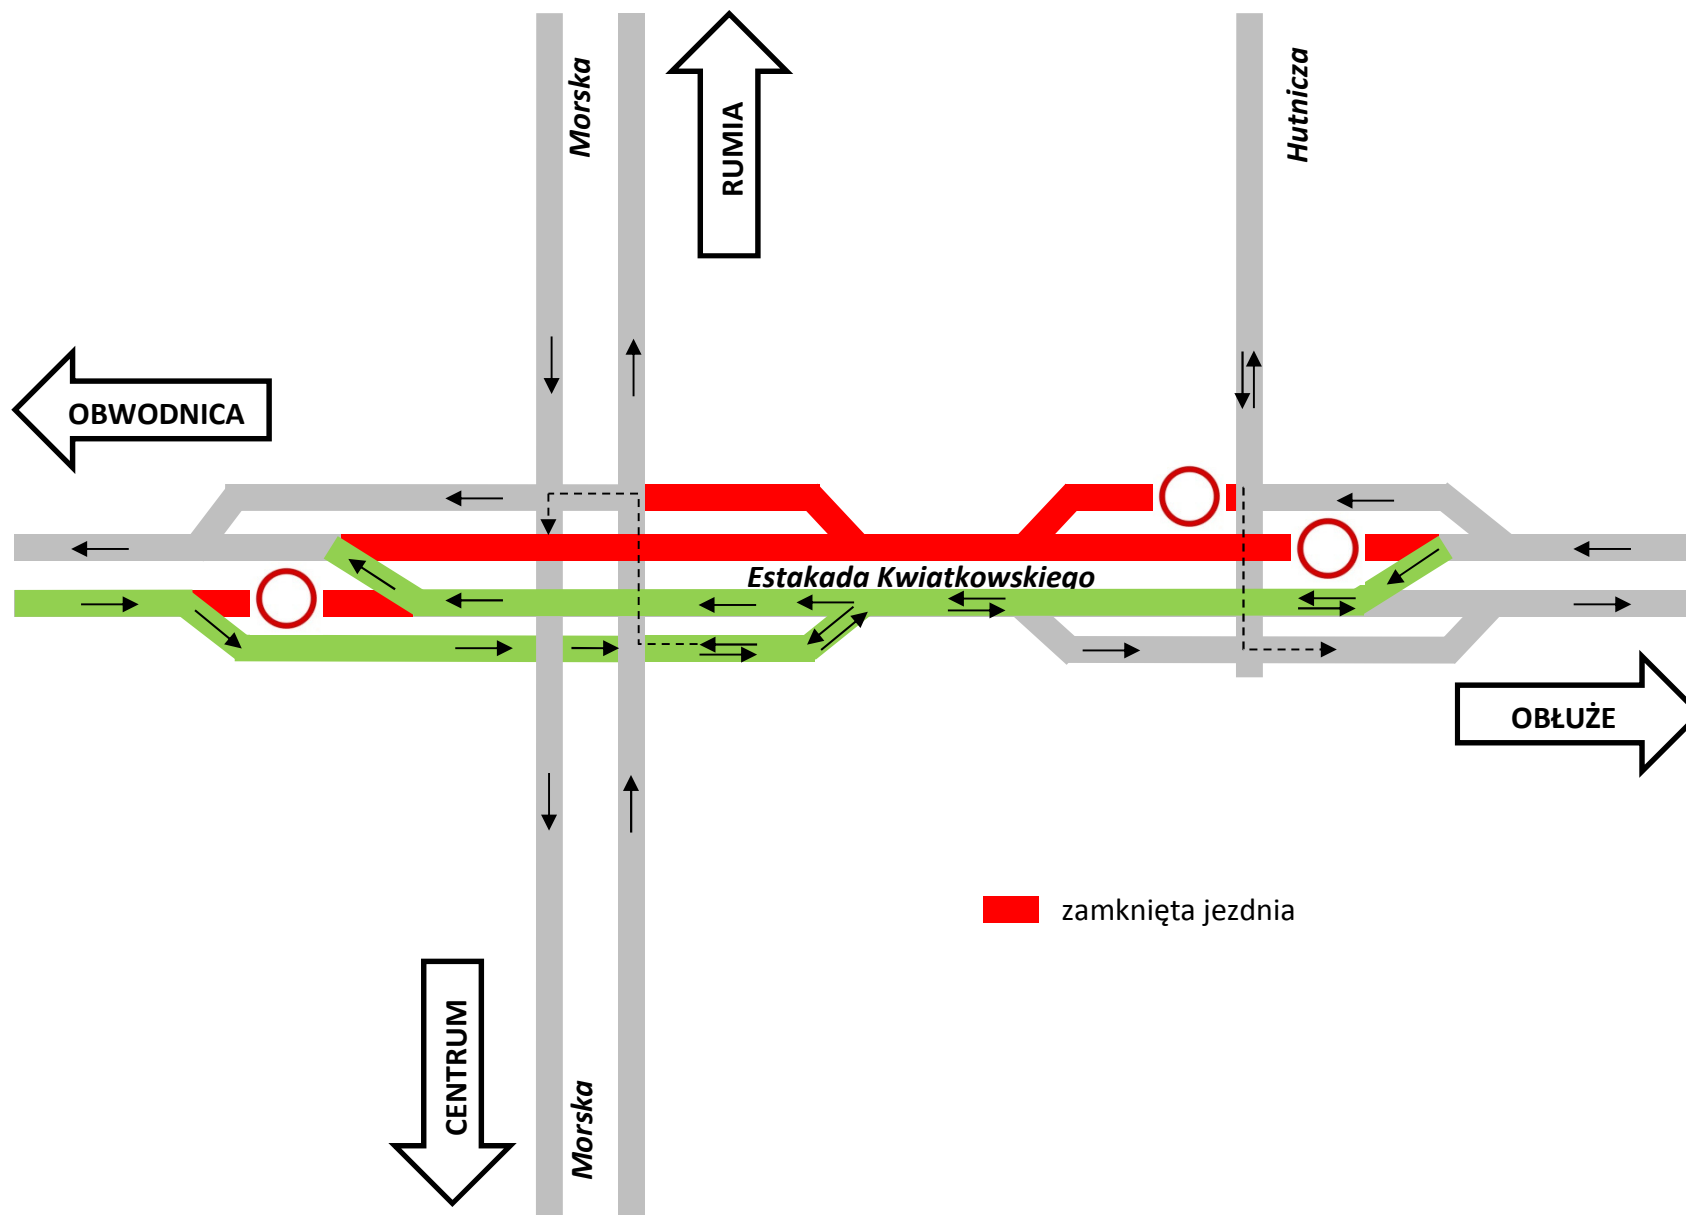 Morska
RUMIA
Hutnicza
OBWODNICA
Estakada Kwiatkowskiego
OBŁUŻE
zamknięta jezdnia
CENTRUM
Morska